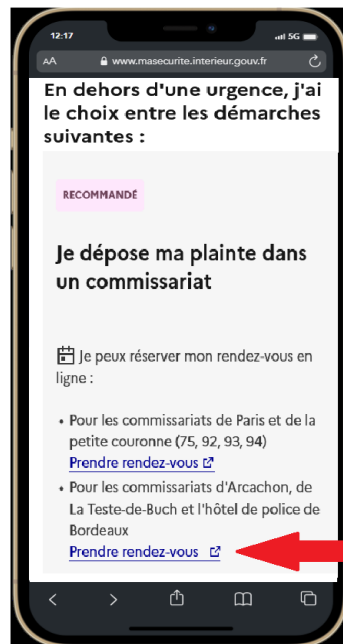 12:17
5G
AA www.masecurite.interieur.gouv.fr
En dehors d'une urgence, j'ai
le choix entre les démarches
suivantes :
RECOMMANDÉ
Je dépose ma plainte dans
un commissariat
Je peux réserver mon rendez-vous en
ligne :
• Pour les commissariats de Paris et de la
petite couronne (75, 92, 93, 94)
Prendre rendez-vous
• Pour les commissariats d'Arcachon, de
La Teste-de-Buch et l'hôtel de police de
Bordeaux
Prendre rendez-vous